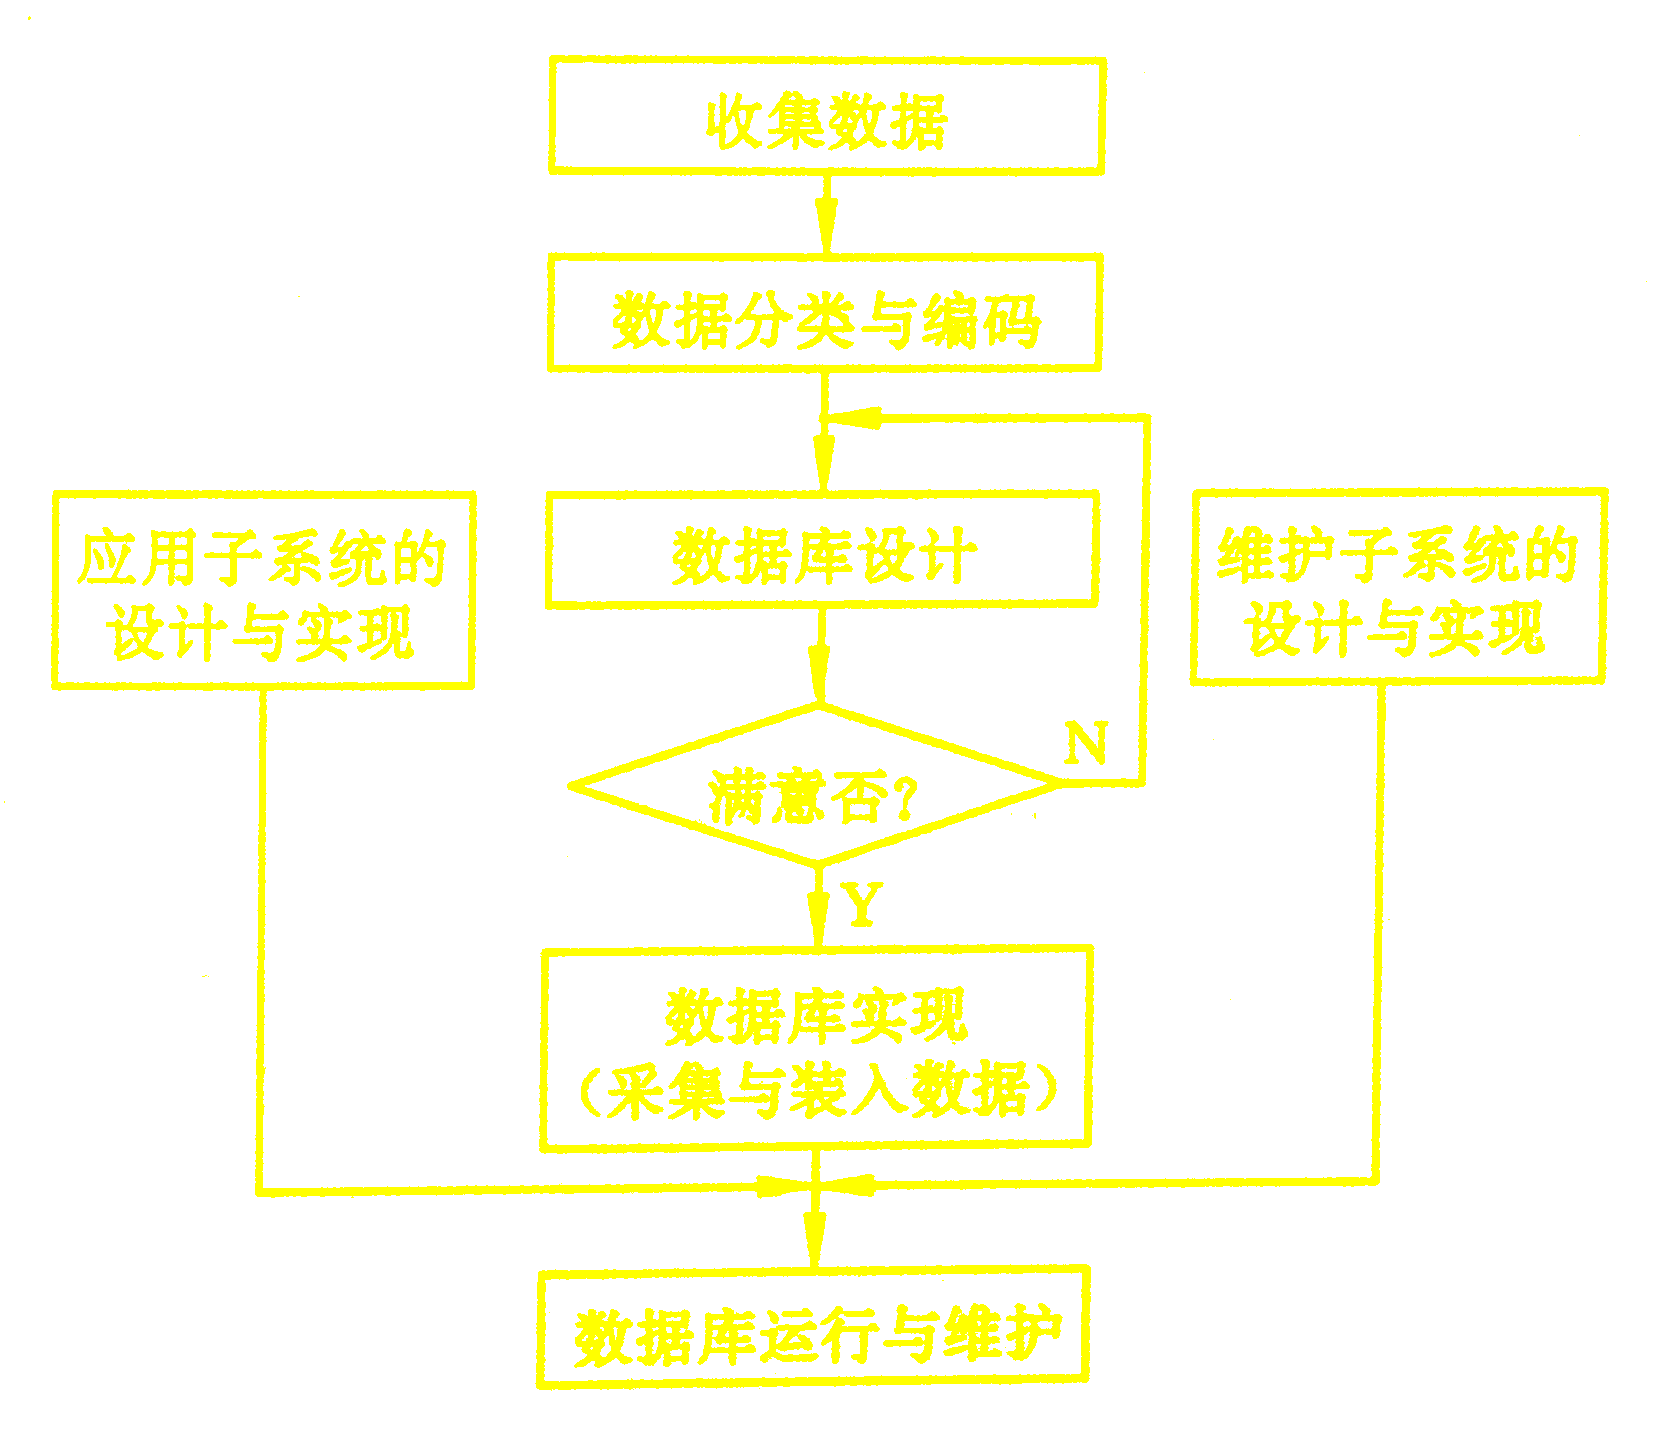 收集数据
数据分类与编码
应用子系统的
设计与实现
数据库设计
维护子系统的
设计与实现
N
满意否?
Y
数据库实现
(采集与装入数据)
数据库运行与维护